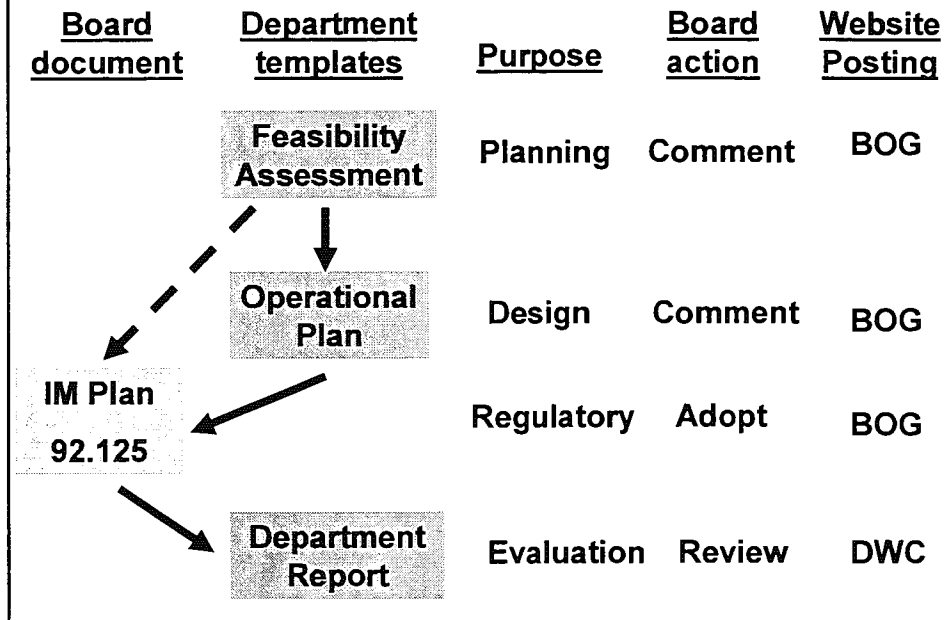 Board document
Department templates
Purpose
Board action
Website Posting
Feasibility Assessment
Planning
Comment
BOG
Operational Plan
Design
Comment
BOG
IM Plan
92.125
Regulatory
Adopt
BOG
Department Report
Evaluation
Review
DWC